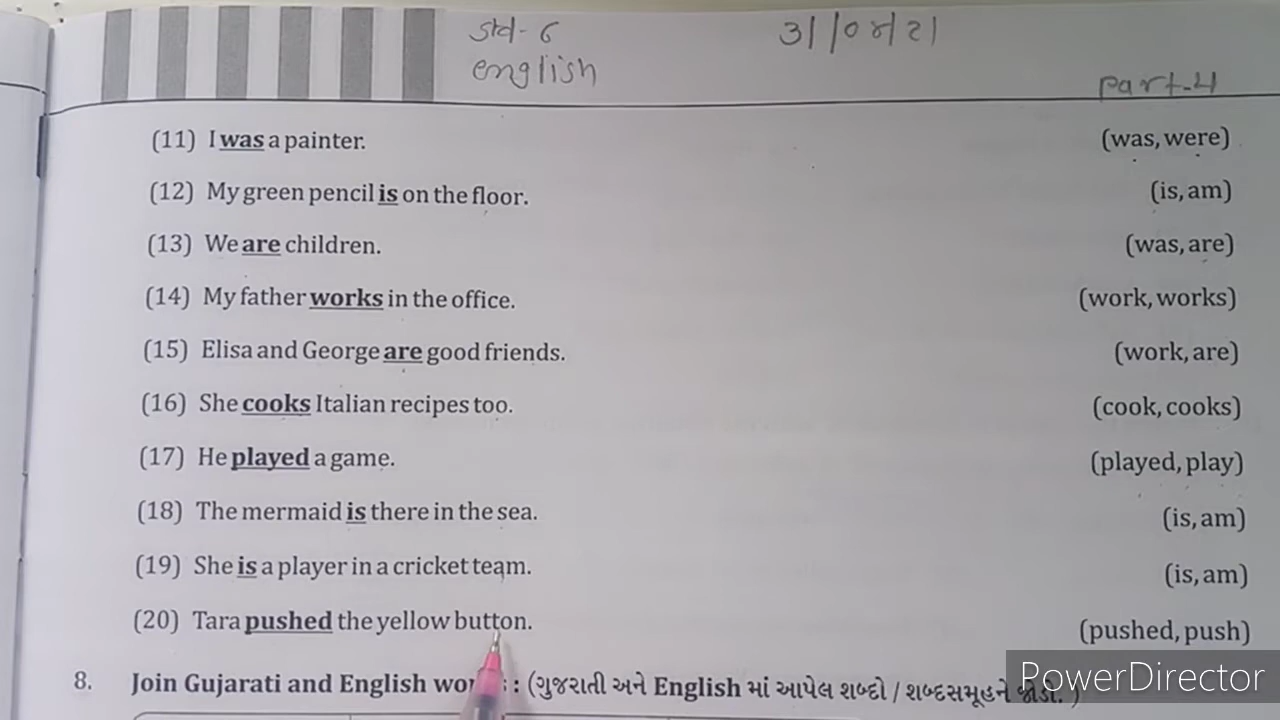 Std- 6 31/08/21
english
Part-4
(11) I was a painter. (was, were)
(12) My green pencil is on the floor. (is, am)
(13) We are children. (was, are)
(14) My father works in the office. (work, works)
(15) Elisa and George are good friends. (work, are)
(16) She cooks Italian recipes too. (cook, cooks)
(17) He played a game. (played, play)
(18) The mermaid is there in the sea. (is, am)
(19) She is a player in a cricket team. (is, am)
(20) Tara pushed the yellow button. (pushed, push)
8. Join Gujarati and English : (ગુજરાતી અને English માં આપેલ શબ્દો / શબ્દસમૂહને જોડો. )
PowerDirector